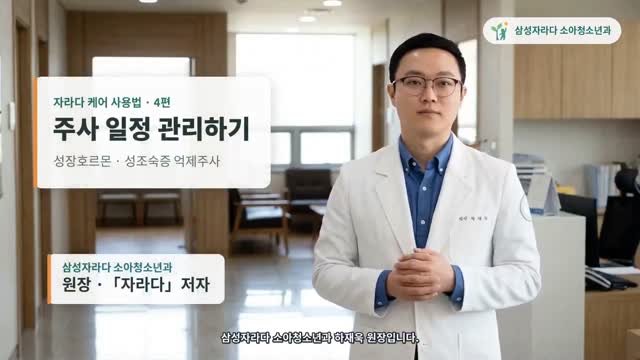 삼성자라다 소아청소년과
자라다 케어 사용법 · 4편
주사 일정 관리하기
성장호르몬 · 성조숙증 억제주사
삼성자라다 소아청소년과
원장 · 「자라다」 저자
삼성자라다 소아청소년과 하재욱 원장입니다.